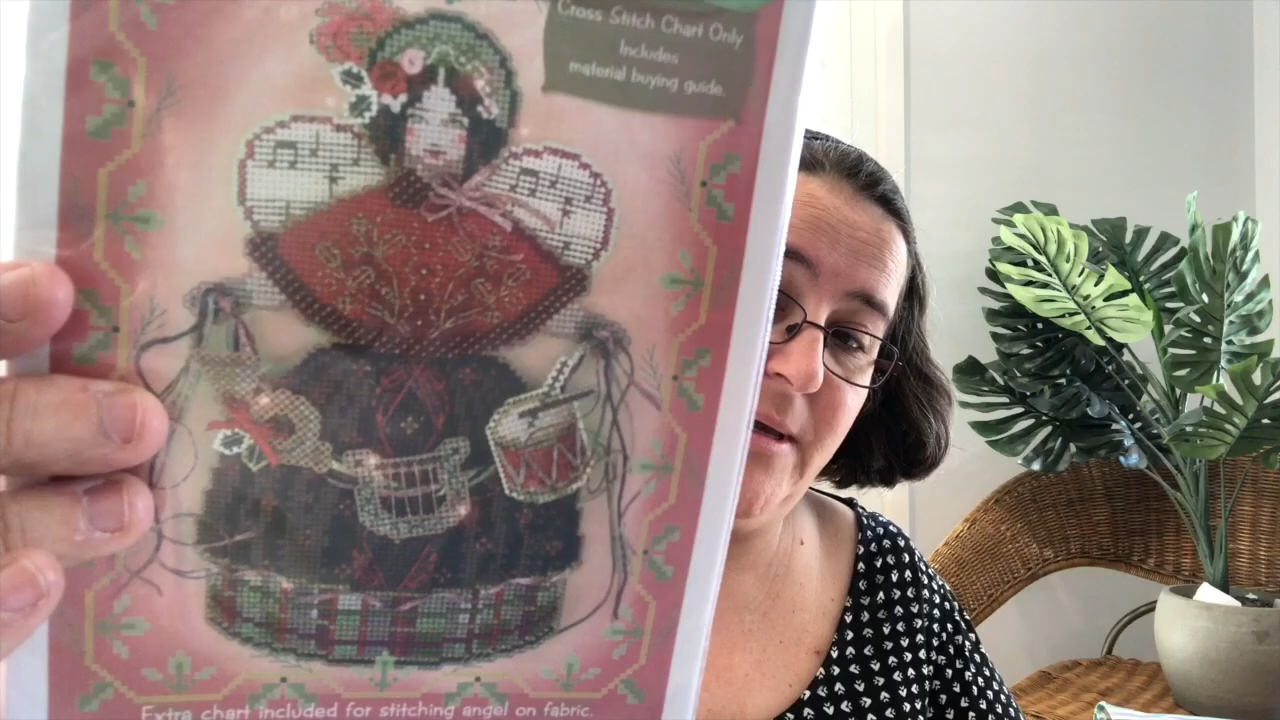 Cross Stitch Chart Only
Includes
material buying guide.
Extra chart included for stitching angel on fabric.